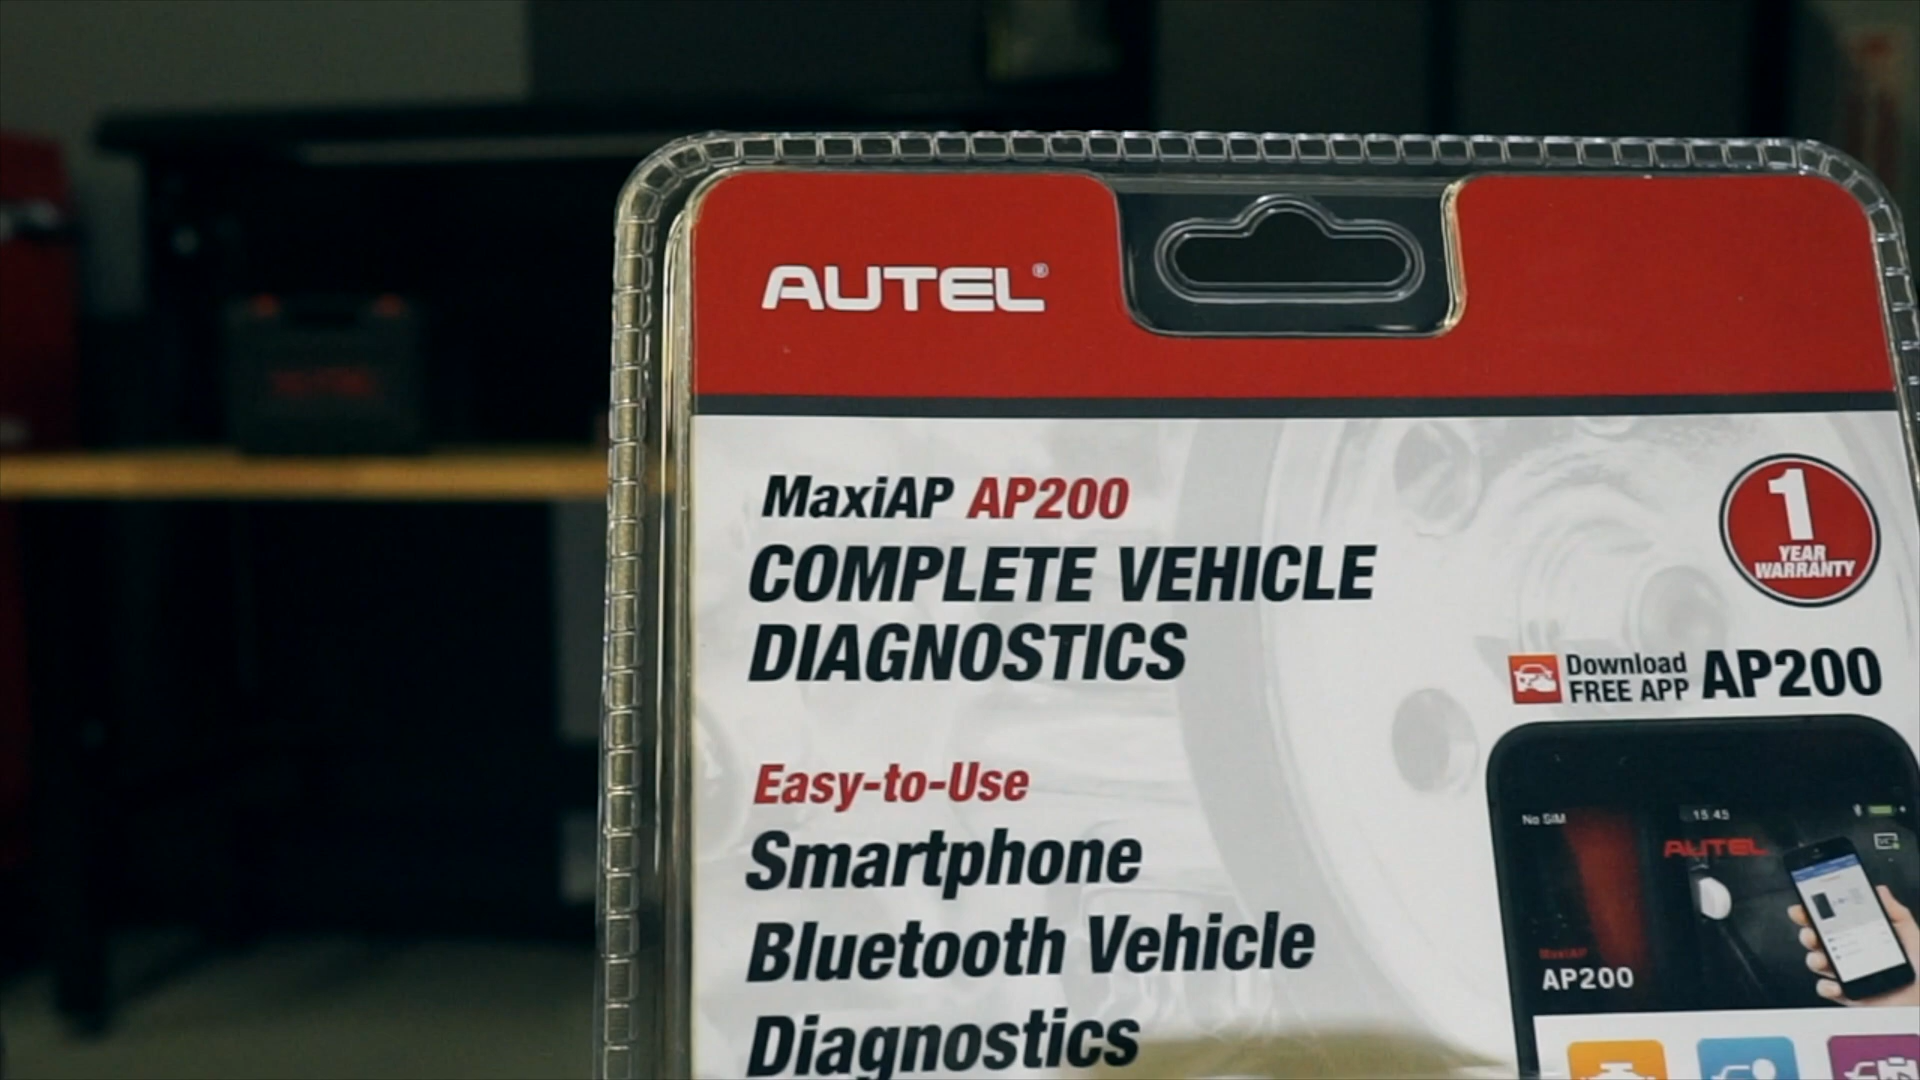 AUTEL®
MaxiAP AP200
COMPLETE VEHICLE
DIAGNOSTICS
1
YEAR
WARRANTY
Download
FREE APP
AP200
Easy-to-Use
Smartphone
Bluetooth Vehicle
Diagnostics
No SIM
15:45
AUTEL
MaxiAP
AP200